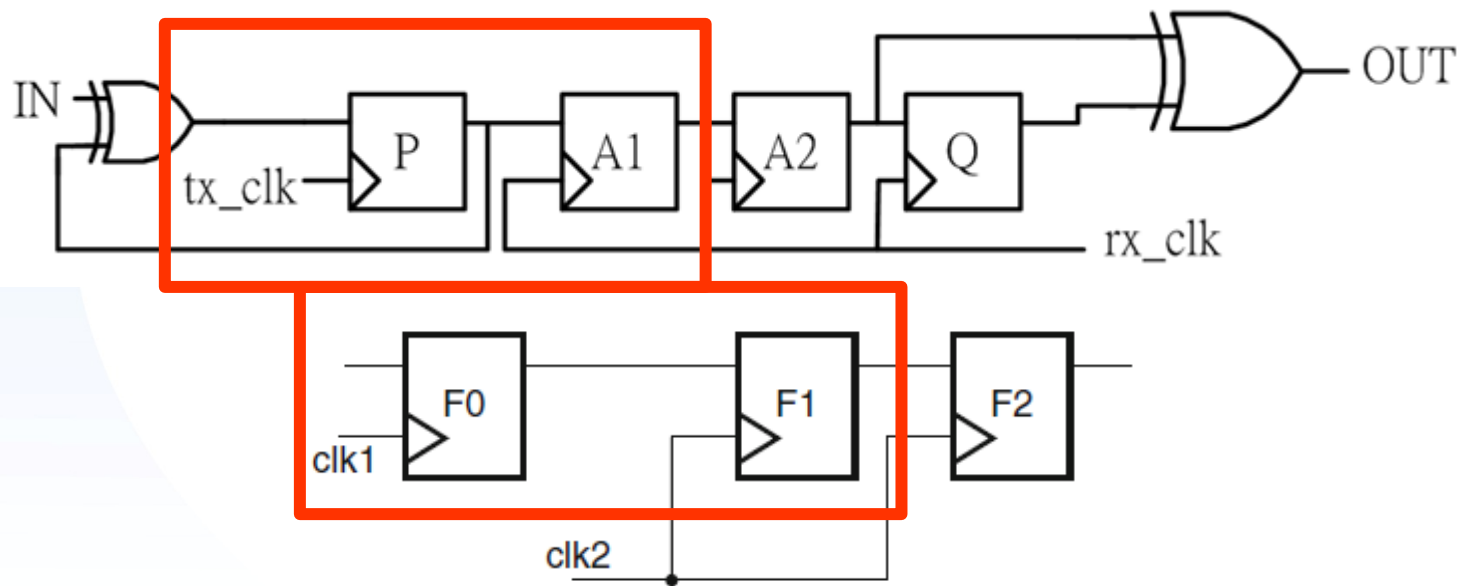 IN
tx_clk
P
A1
A2
Q
OUT
rx_clk
F0
F1
F2
clk1
clk2